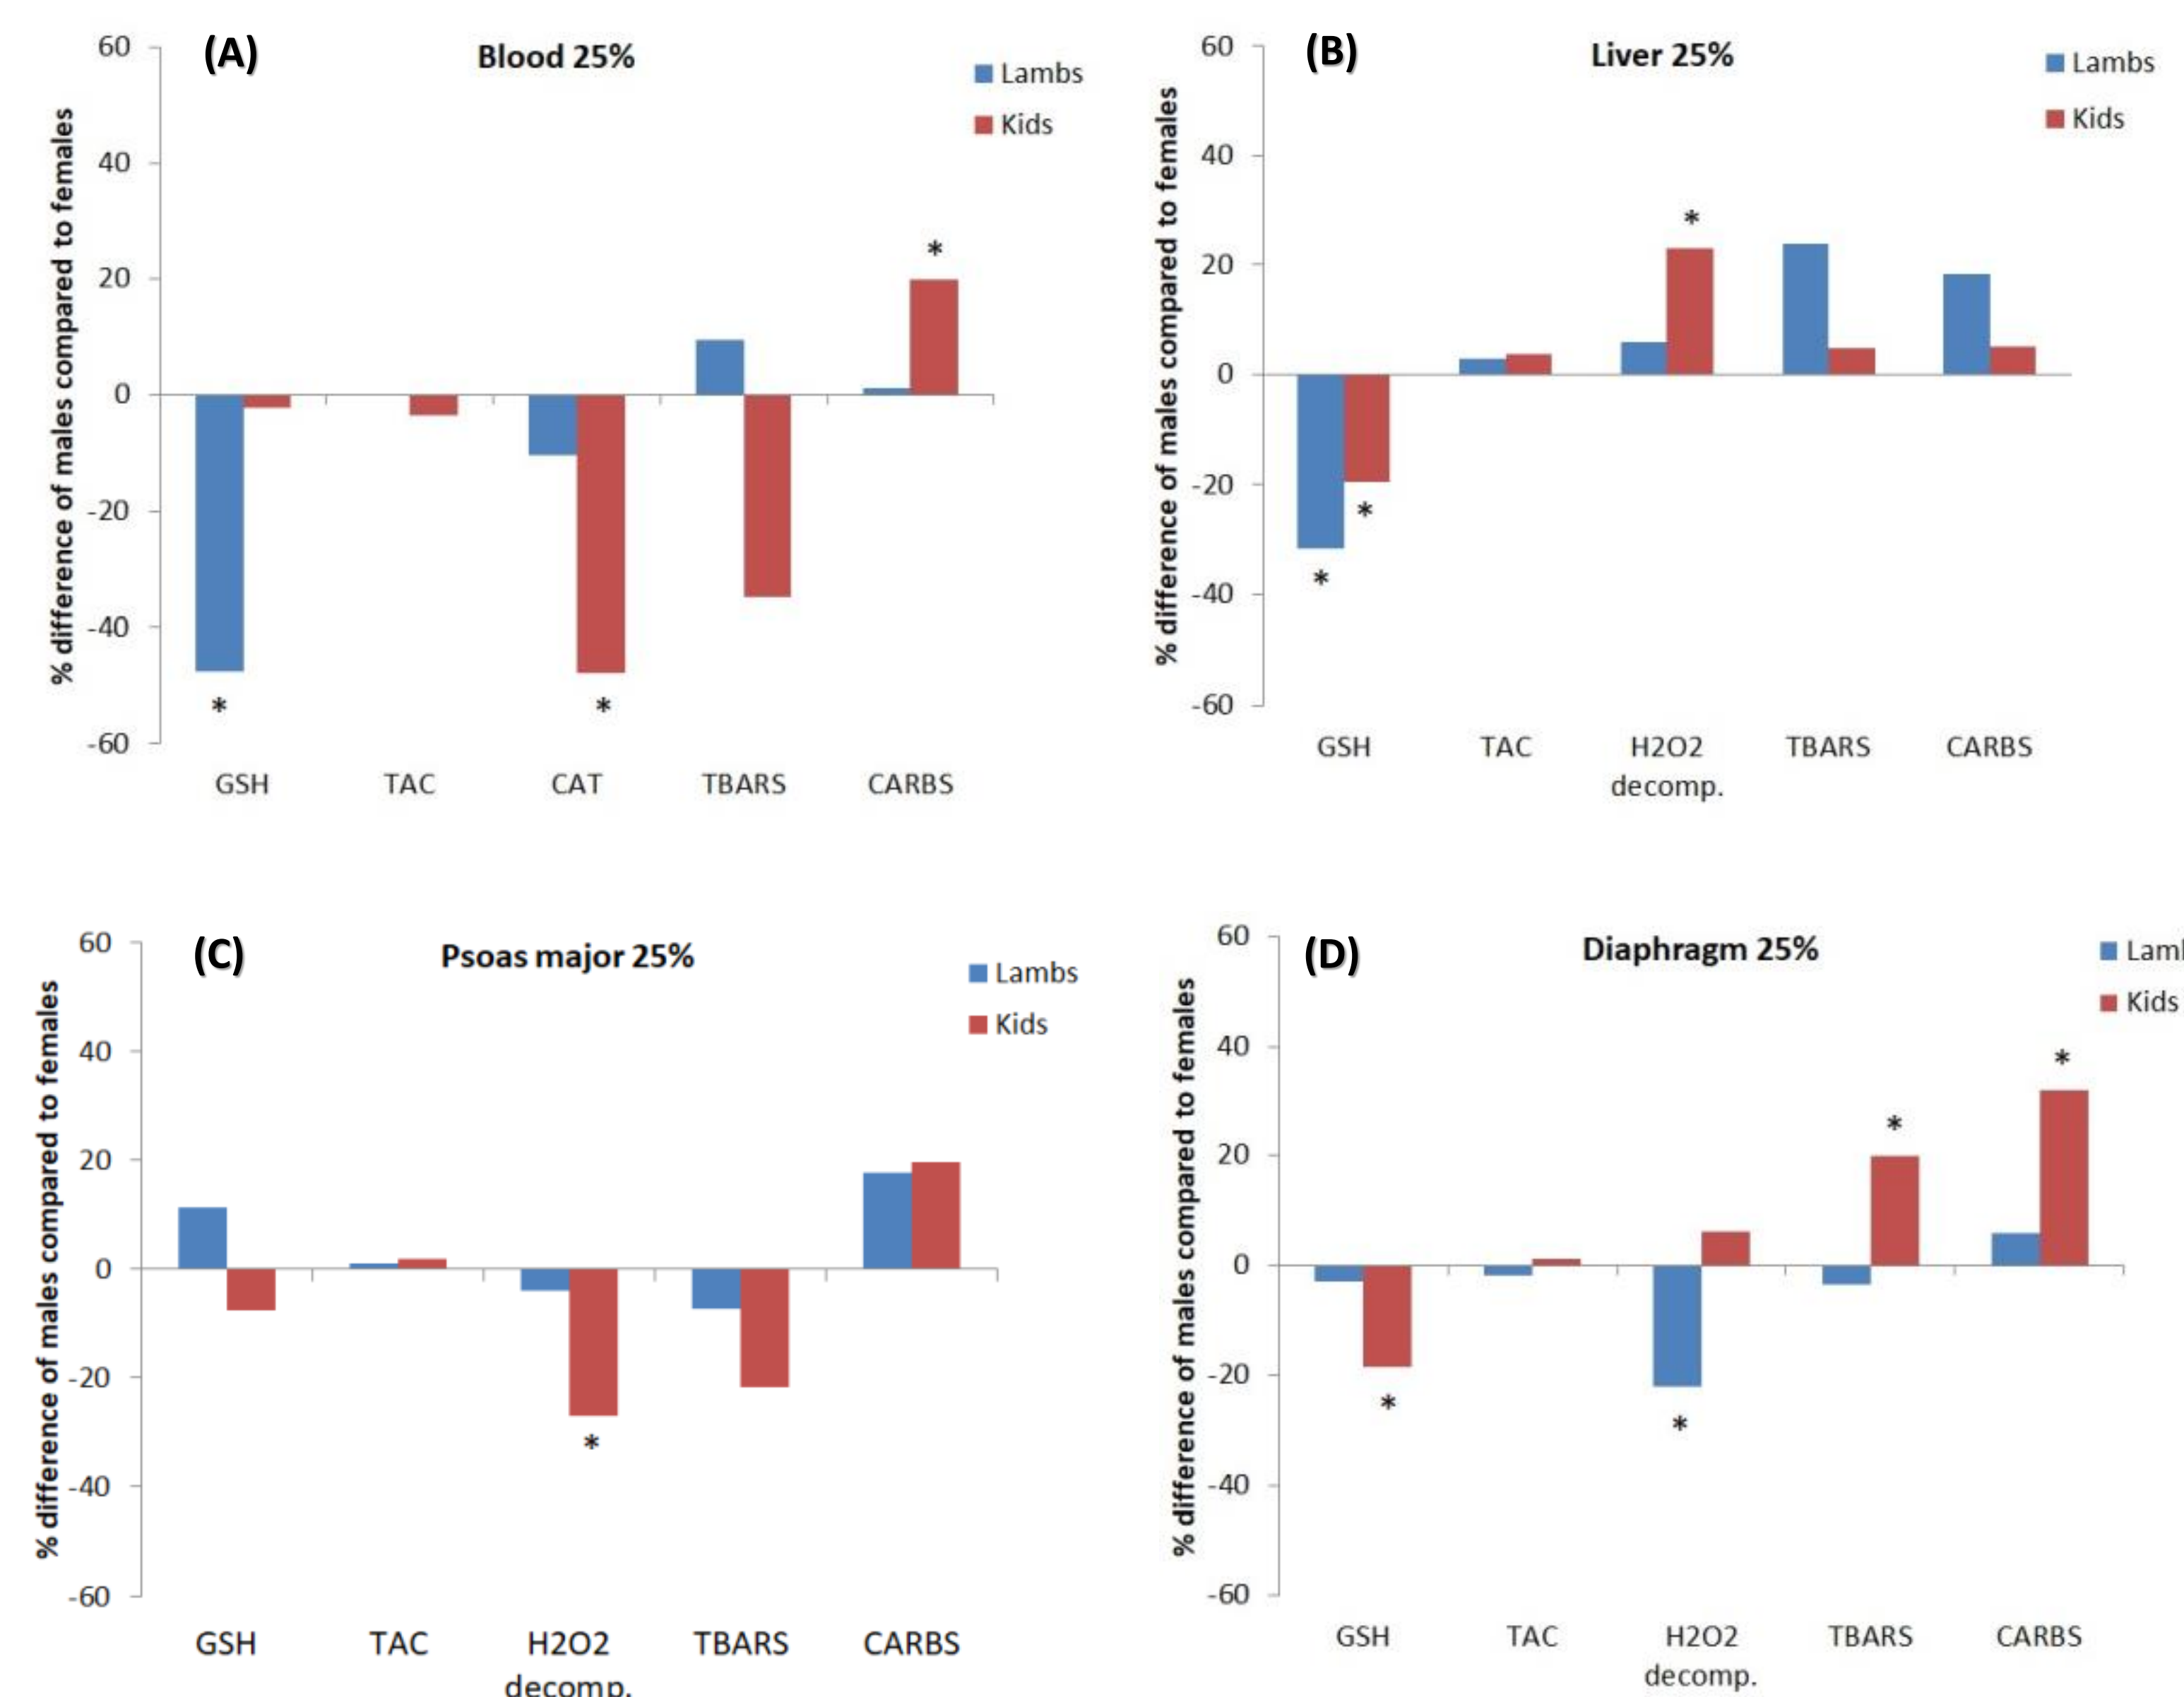 (A)
Blood 25%
Lambs
Kids
% difference of males compared to females
60
40
20
0
-20
-40
-60
*
*
*
GSH TAC CAT TBARS CARBS
(B)
Liver 25%
Lambs
Kids
% difference of males compared to females
60
40
20
0
-20
-40
-60
*
*
*
GSH TAC H2O2 TBARS CARBS
decomp.
(C)
Psoas major 25%
Lambs
Kids
% difference of males compared to females
60
40
20
0
-20
-40
-60
*
GSH TAC H2O2 TBARS CARBS
decomp.
(D)
Diaphragm 25%
Kids
% difference of males compared to females
60
40
20
0
-20
-40
-60
*
*
*
*
GSH TAC H2O2 TBARS CARBS
decomp.